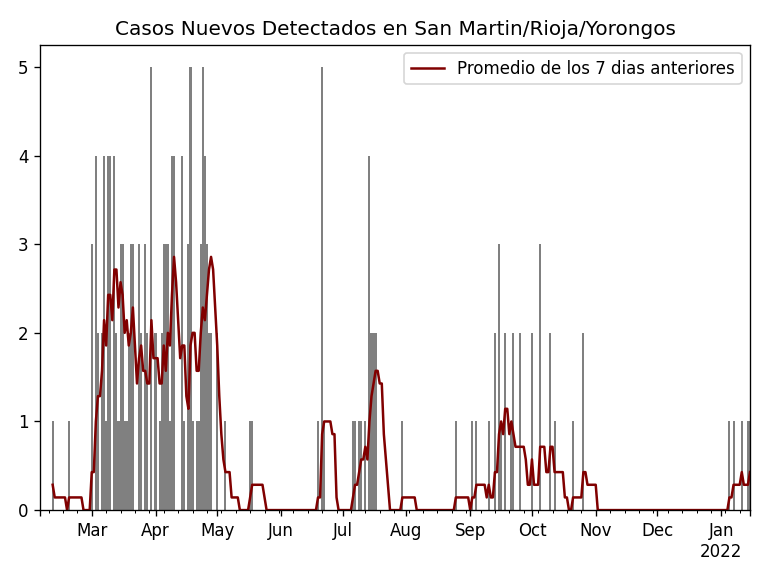 Casos Nuevos Detectados en San Martin/Rioja/Yorongos
Promedio de los 7 dias anteriores
5
4
3
2
1
0
Mar Apr May Jun Jul Aug Sep Oct Nov Dec Jan
2022